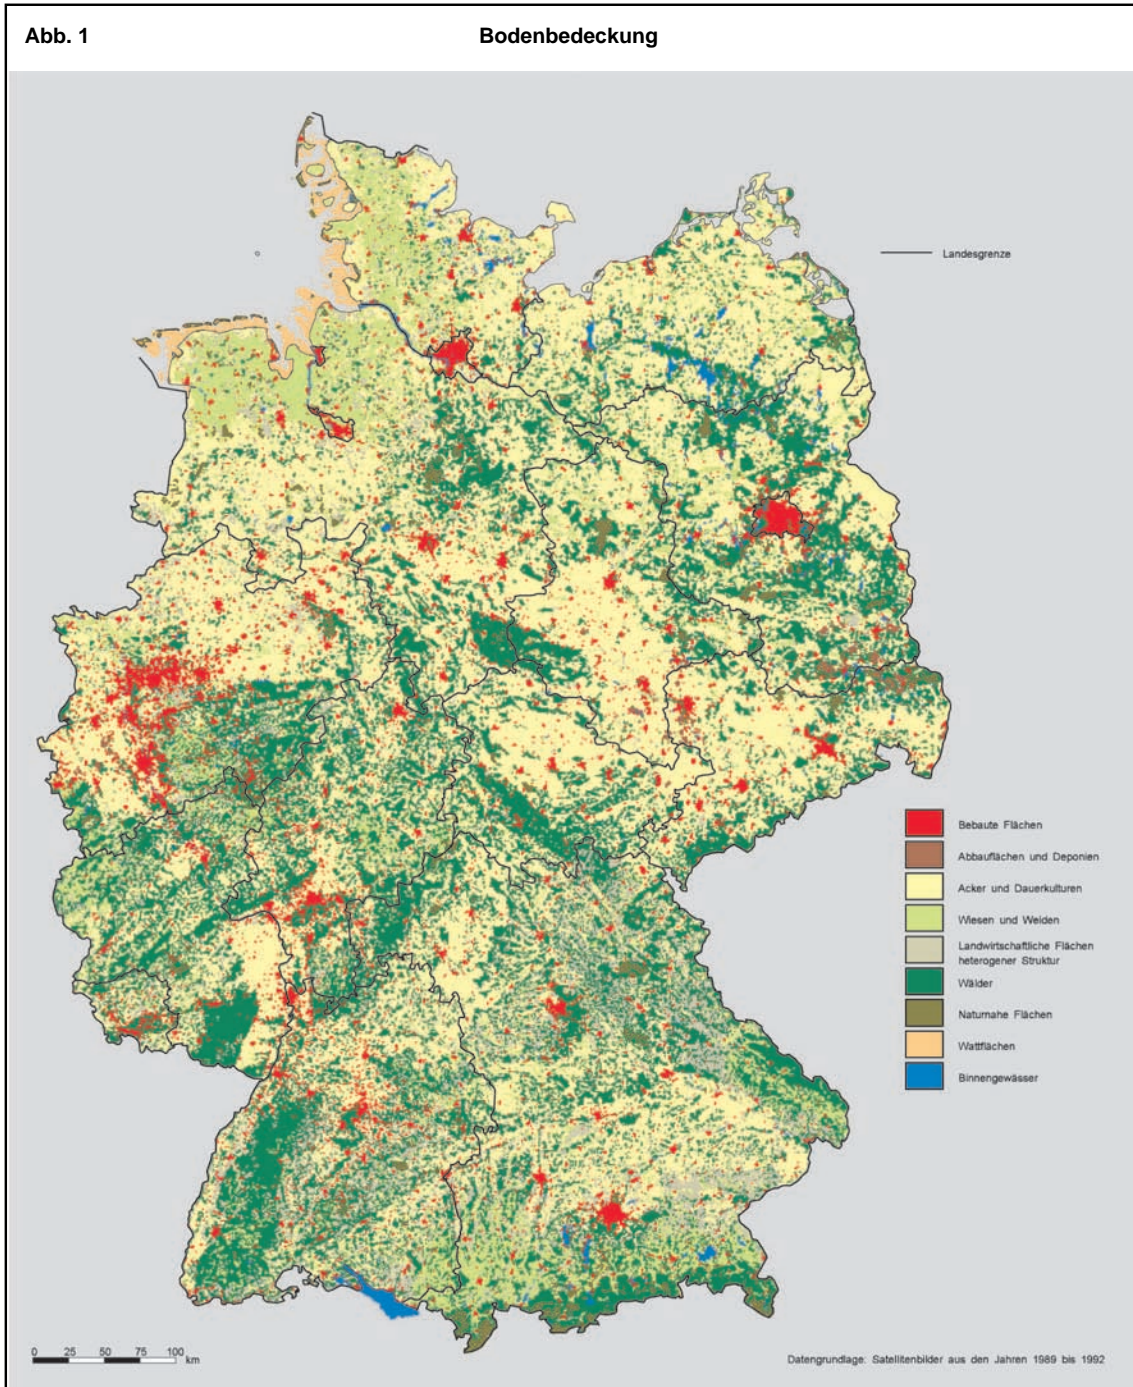 Abb. 1
Bodenbedeckung
Landesgrenze
Bebaute Flächen
Abbauflächen und Deponien
Acker und Dauerkulturen
Wiesen und Weiden
Landwirtschaftliche Flächen
heterogener Struktur
Wälder
Naturnahe Flächen
Wattflächen
Binnengewässer
0 25 50 75 100
km
Datengrundlage: Satellitenbilder aus den Jahren 1989 bis 1992